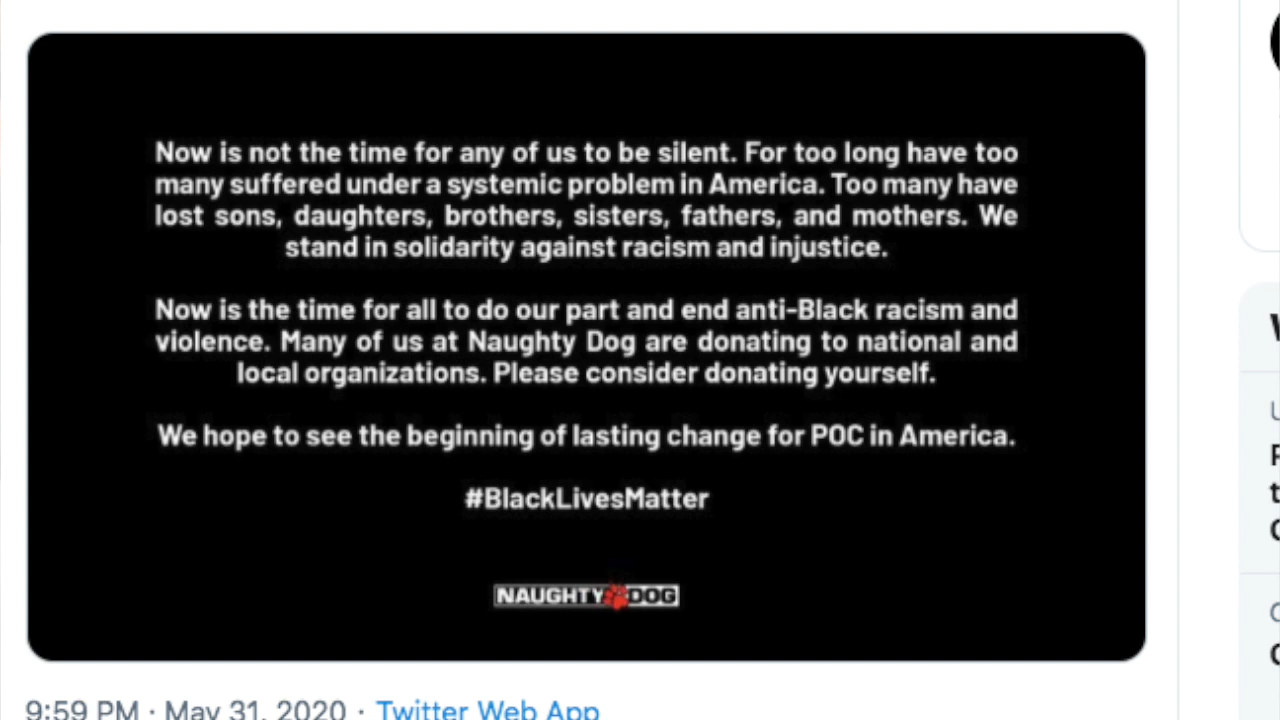 Now is not the time for any of us to be silent. For too long have too
many suffered under a systemic problem in America. Too many have
lost sons, daughters, brothers, sisters, fathers, and mothers. We
stand in solidarity against racism and injustice.
Now is the time for all to do our part and end anti-Black racism and
violence. Many of us at Naughty Dog are donating to national and
local organizations. Please consider donating yourself.
We hope to see the beginning of lasting change for POC in America.
#BlackLivesMatter
NAUGHTY DOG
9:59 PM · May 31, 2020 · Twitter Web App